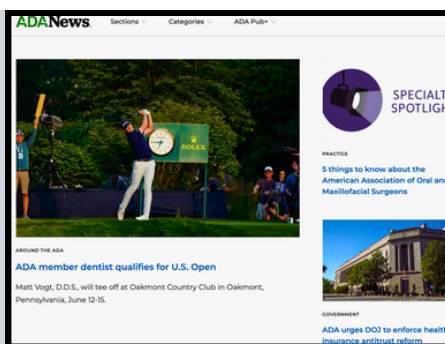 ADANews
Sections
Categories
ADA Pub+
ROLEX
AROUND THE ADA
ADA member dentist qualifies for U.S. Open
Matt Vogt, D.D.S., will tee off at Oakmont Country Club in Oakmont,
Pennsylvania, June 12-15.
SPECIALT
SPOTLIGH
PRACTICE
5 things to know about the
American Association of Oral and
Maxillofacial Surgeons
GOVERNMENT
ADA urges DOJ to enforce health
insurance antitrust reform